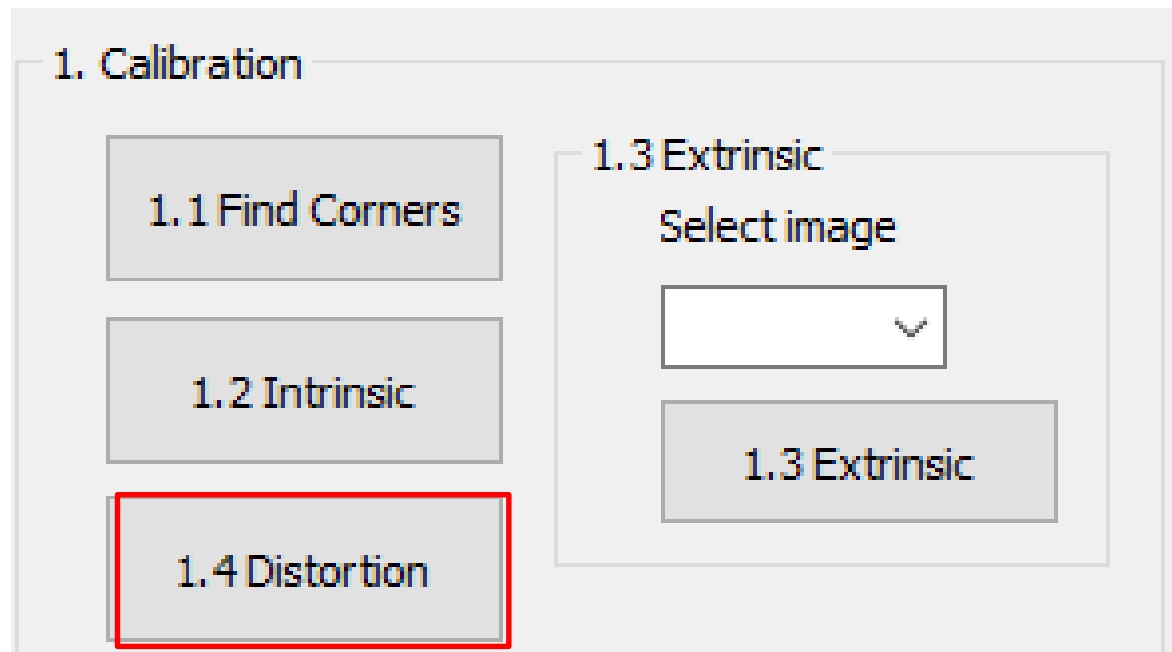 1. Calibration
1.1 Find Corners
1.2 Intrinsic
1.4 Distortion
1.3 Extrinsic
Select image
1.3 Extrinsic